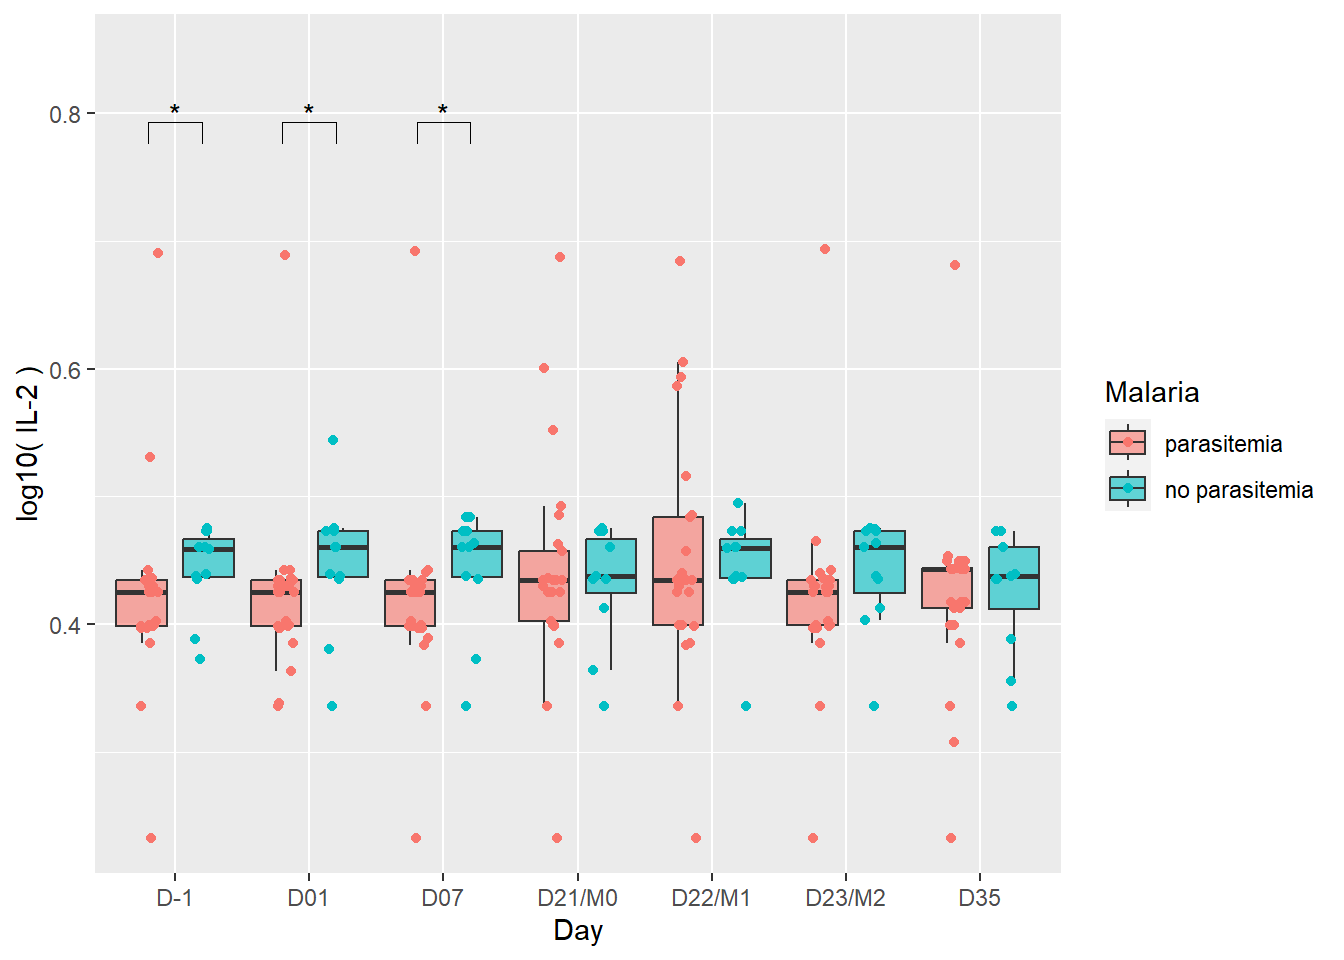 * * *
0.8
0.6
0.4
log10( IL-2 )
D-1 D01 D07 D21/M0 D22/M1 D23/M2 D35
Day
Malaria
parasitemia
no parasitemia